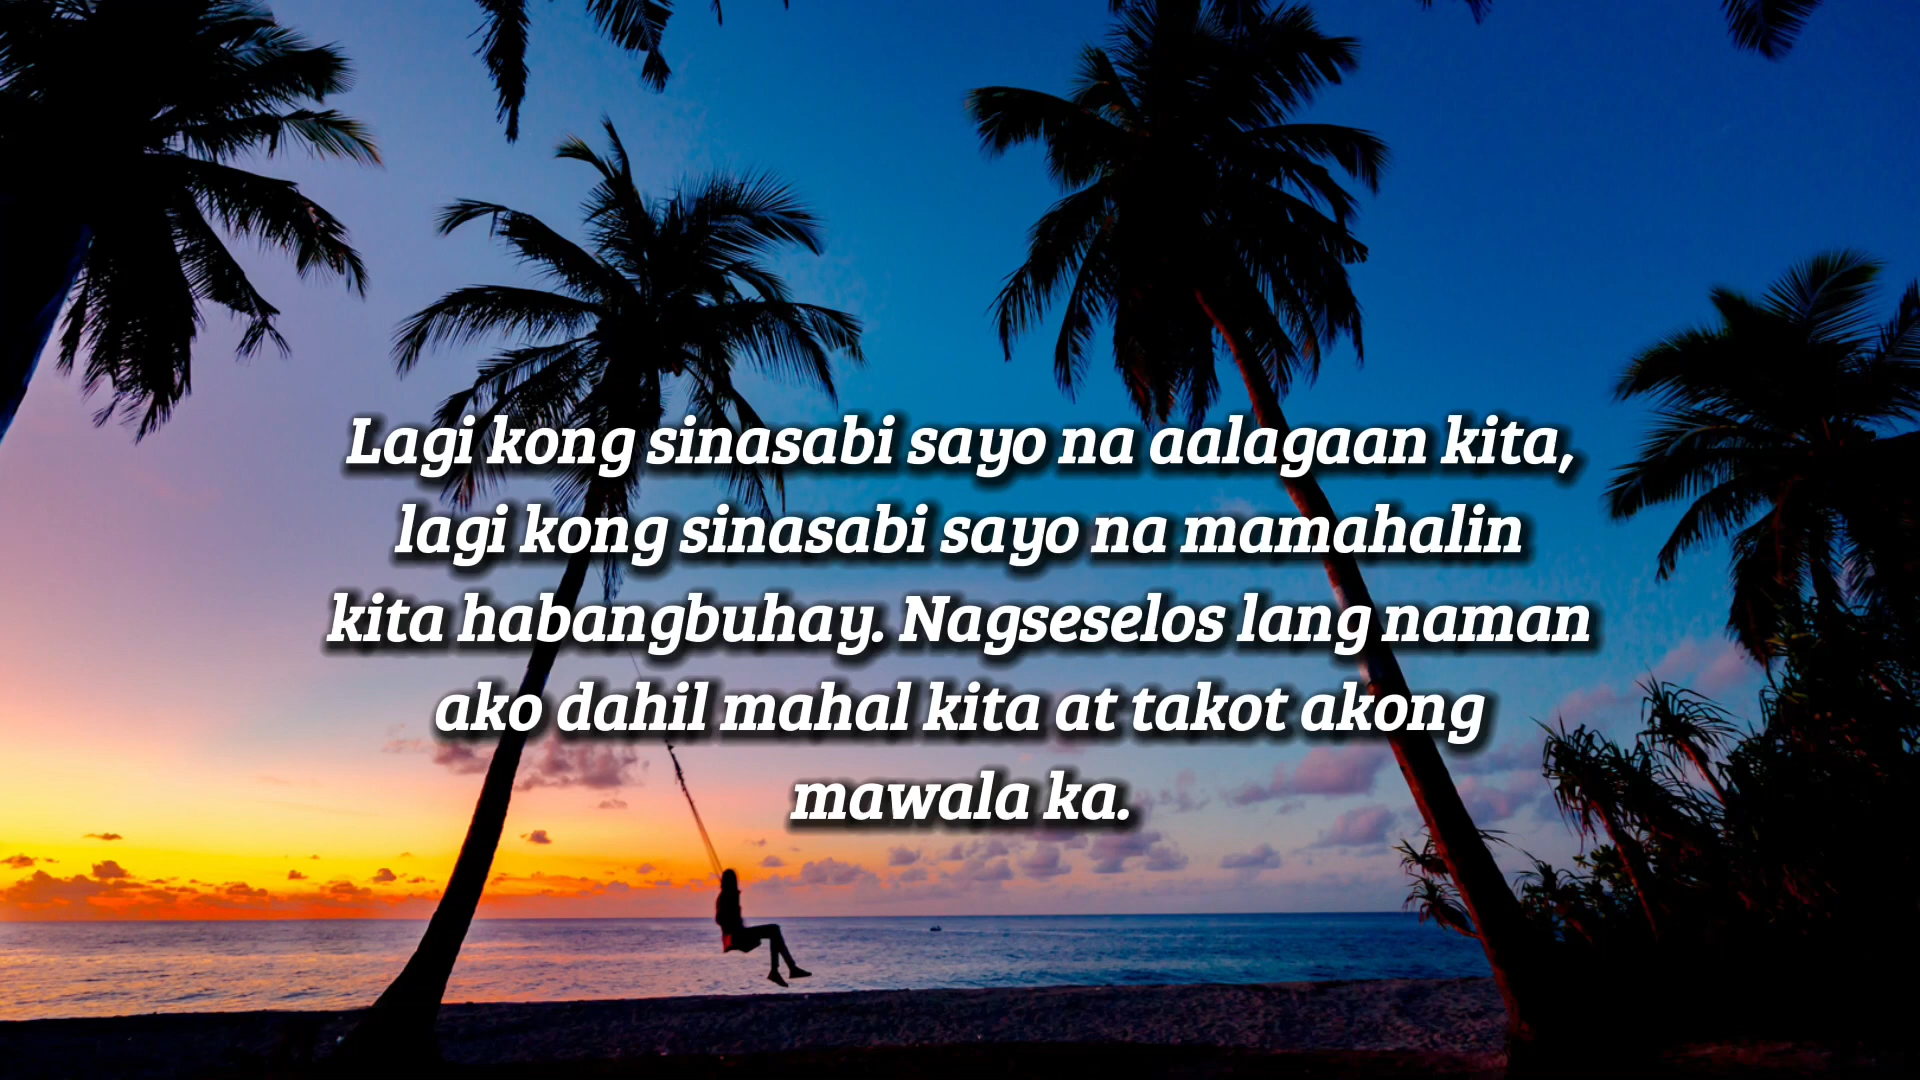 Lagi kong sinasabi sayo na aalagaan kita,
lagi kong sinasabi sayo na mamahalin
kita habangbuhay. Nagseselos lang naman
ako dahil mahal kita at takot akong
mawala ka.